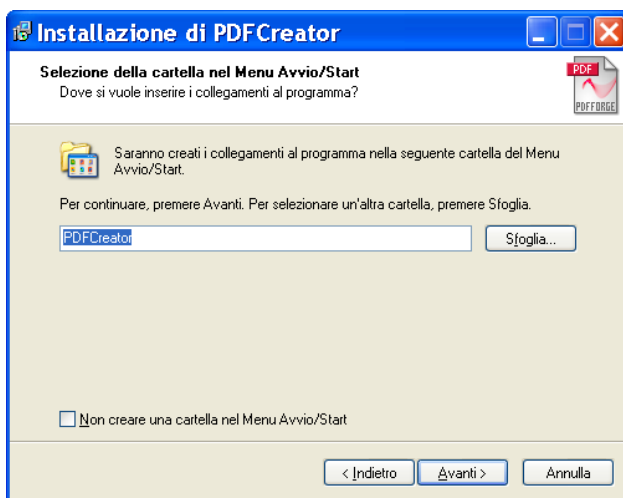 Installazione di PDFCreator
Selezione della cartella nel Menu Avvio/Start
Dove si vuole inserire i collegamenti al programma?
PDF
PDFFORGE
Saranno creati i collegamenti al programma nella seguente cartella del Menu
Avvio/Start.
Per continuare, premere Avanti. Per selezionare un'altra cartella, premere Sfoglia.
PDFCreator
Sfoglia...
Non creare una cartella nel Menu Avvio/Start
< Indietro
Avanti >
Annulla